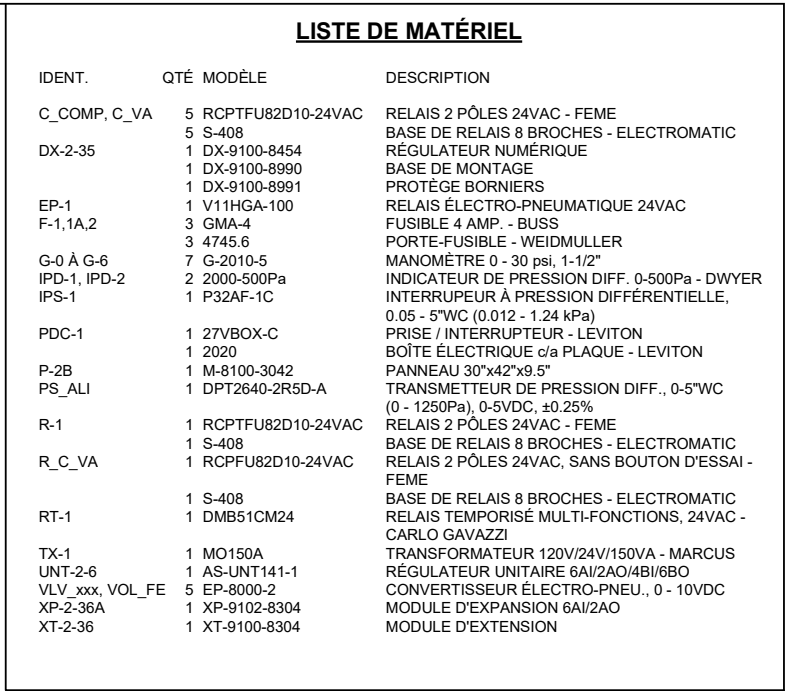 LISTE DE MATÉRIEL
IDENT. QTÉ MODÈLE DESCRIPTION
C_COMP, C_VA 5 RCPTFU82D10-24VAC RELAIS 2 PÔLES 24VAC - FEME
5 S-408 BASE DE RELAIS 8 BROCHES - ELECTROMATIC
DX-2-35 1 DX-9100-8454 RÉGULATEUR NUMÉRIQUE
1 DX-9100-8990 BASE DE MONTAGE
1 DX-9100-8991 PROTÈGE BORNIERS
EP-1 1 V11HGA-100 RELAIS ÉLECTRO-PNEUMATIQUE 24VAC
F-1,1A,2 3 GMA-4 FUSIBLE 4 AMP. - BUSS
3 4745.6 PORTE-FUSIBLE - WEIDMULLER
G-0 À G-6 7 G-2010-5 MANOMÈTRE 0 - 30 psi, 1-1/2"
IPD-1, IPD-2 2 2000-500Pa INDICATEUR DE PRESSION DIFF. 0-500Pa - DWYER
IPS-1 1 P32AF-1C INTERRUPEUR À PRESSION DIFFÉRENTIELLE,
0.05 - 5"WC (0.012 - 1.24 kPa)
PDC-1 1 27VBOX-C PRISE / INTERRUPTEUR - LEVITON
1 2020 BOÎTE ÉLECTRIQUE c/a PLAQUE - LEVITON
P-2B 1 M-8100-3042 PANNEAU 30"x42"x9.5"
PS_ALI 1 DPT2640-2R5D-A TRANSMETTEUR DE PRESSION DIFF., 0-5"WC
(0 - 1250Pa), 0-5VDC, ±0.25%
R-1 1 RCPTFU82D10-24VAC RELAIS 2 PÔLES 24VAC - FEME
1 S-408 BASE DE RELAIS 8 BROCHES - ELECTROMATIC
R_C_VA 1 RCPFU82D10-24VAC RELAIS 2 PÔLES 24VAC, SANS BOUTON D'ESSAI -
FEME
1 S-408 BASE DE RELAIS 8 BROCHES - ELECTROMATIC
RT-1 1 DMB51CM24 RELAIS TEMPORISÉ MULTI-FONCTIONS, 24VAC -
CARLO GAVAZZI
TX-1 1 MO150A TRANSFORMATEUR 120V/24V/150VA - MARCUS
UNT-2-6 1 AS-UNT141-1 RÉGULATEUR UNITAIRE 6AI/2AO/4BI/6BO
VLV_xxx, VOL_FE 5 EP-8000-2 CONVERTISSEUR ÉLECTRO-PNEU., 0 - 10VDC
XP-2-36A 1 XP-9102-8304 MODULE D'EXPANSION 6AI/2AO
XT-2-36 1 XT-9100-8304 MODULE D'EXTENSION